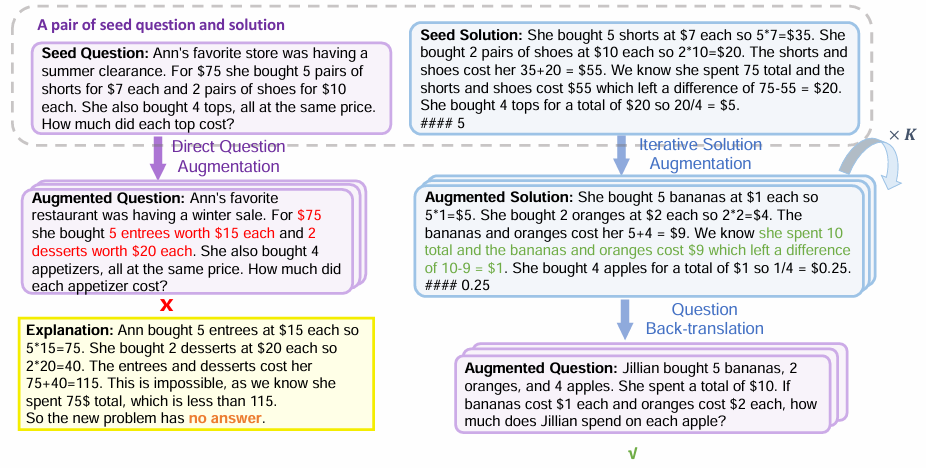 A pair of seed question and solution
Seed Question: Ann's favorite store was having a
summer clearance. For $75 she bought 5 pairs of
shorts for $7 each and 2 pairs of shoes for $10
each. She also bought 4 tops, all at the same price.
How much did each top cost?
Seed Solution: She bought 5 shorts at $7 each so 5*7=$35. She
bought 2 pairs of shoes at $10 each so 2*10=$20. The shorts and
shoes cost her 35+20 = $55. We know she spent 75 total and the
shorts and shoes cost $55 which left a difference of 75-55 = $20.
She bought 4 tops for a total of $20 so 20/4 = $5.
#### 5
Direct Question
Augmentation
Iterative Solution
Augmentation
× K
Augmented Question: Ann's favorite
restaurant was having a winter sale. For $75
she bought 5 entrees worth $15 each and 2
desserts worth $20 each. She also bought 4
appetizers, all at the same price. How much did
each appetizer cost?
x
Explanation: Ann bought 5 entrees at $15 each so
5*15=75. She bought 2 desserts at $20 each so
2*20=40. The entrees and desserts cost her
75+40=115. This is impossible, as we know she
spent 75$ total, which is less than 115.
So the new problem has no answer.
Augmented Solution: She bought 5 bananas at $1 each so
5*1=$5. She bought 2 oranges at $2 each so 2*2=$4. The
bananas and oranges cost her 5+4 = $9. We know she spent 10
total and the bananas and oranges cost $9 which left a difference
of 10-9 = $1. She bought 4 apples for a total of $1 so 1/4 = $0.25.
#### 0.25
Question
Back-translation
Augmented Question: Jillian bought 5 bananas, 2
oranges, and 4 apples. She spent a total of $10. If
bananas cost $1 each and oranges cost $2 each, how
much does Jillian spend on each apple?
√